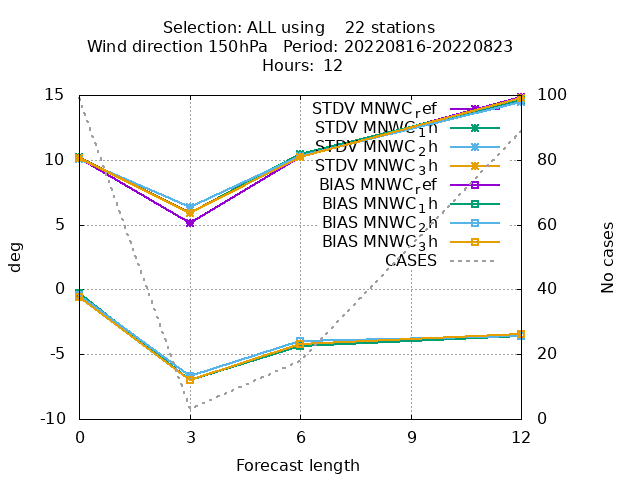 Selection: ALL using    22 stations
Wind direction 150hPa   Period: 20220816-20220823
Hours:  12
15
10
5
0
-5
-10
100
80
60
40
20
0
0 3 6 9 12
deg
No cases
Forecast length
STDV MNWC_ref
STDV MNWC_1h
STDV MNWC_2h
STDV MNWC_3h
BIAS MNWC_ref
BIAS MNWC_1h
BIAS MNWC_2h
BIAS MNWC_3h
CASES